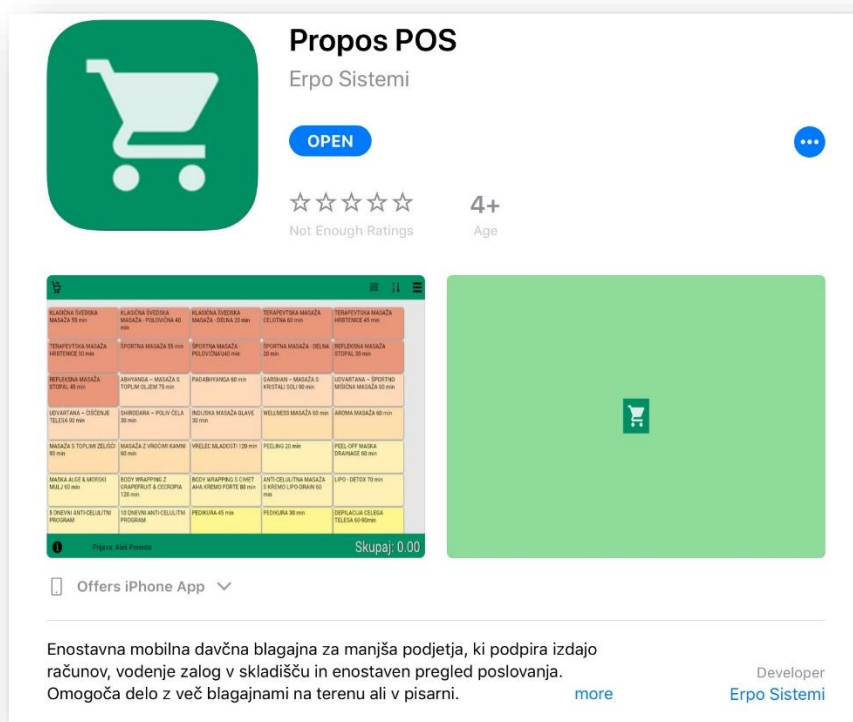 Propos POS
Erpo Sistemi
OPEN
Not Enough Ratings
4+
Age
KLASIČNA ŠVEDSKA MASAŽA 55 min
KLASIČNA ŠVEDSKA MASAŽA - POLOVIČNA 40 min
KLASIČNA ŠVEDSKA MASAŽA - DELNA 20 min
TERAPEVTSKA MASAŽA CELOTNA 60 min
TERAPEVTSKA MASAŽA HRBTENICE 45 min
TERAPEVTSKA MASAŽA HRBTENICE 30 min
ŠPORTNA MASAŽA 55 min
ŠPORTNA MASAŽA - POLOVIČNA\i40 min
ŠPORTNA MASAŽA - DELNA 20 min
REFLEKSNA MASAŽA STOPAL 30 min
REFLEKSNA MASAŽA STOPAL 45 min
ABHYANGA – MASAŽA S TOPLIM OLJEM 75 min
PADABHYANGA 60 min
GARSHAN – MASAŽA S KRISTALI SOLI 90 min
UDVARTANA – ŠPORTNO MIŠIČNA MASAŽA 60 min
UDVARTANA – ČIŠČENJE TELESA 90 min
SHIRODARA – POLIV ČELA 30 min
INDIJSKA MASAŽA GLAVE 30 min
WELLNESS MASAŽA 50 min
AROMA MASAŽA 60 min
MASAŽA S TOPLIMI ZELIŠČI 90 min
MASAŽA Z VROČIMI KAMNI 60 min
VRELEC MLADOSTI 120 min
PEELING 20 min
PEEL-OFF MASKA DRAINAGE 60 min
MASKA ALGE & MORSKI MULJ 60 min
BODY WRAPPING Z GRAPEFRUIT & CECROPIA 120 min
BODY WRAPPING S CIMET AHA KREMO FORTE 80 min
ANTI-CELULITNA MASAŽA S KREMO LIPO-DRAIN 60 min
LIPO - DETOX 70 min
5 DNEVNI ANTI-CELULITNI PROGRAM
10 DNEVNI ANTI-CELULITNI PROGRAM
PEDIKURA 45 min
PEDIKURA 30 min
DEPILACIJA CELEGA TELESA 60-90min
Prijava: Aleš Porenta
Skupaj: 0.00
Offers iPhone App
Enostavna mobilna davčna blagajna za manjša podjetja, ki podpira izdajo
računov, vodenje zalog v skladišču in enostaven pregled poslovanja.
Omogoča delo z več blagajnami na terenu ali v pisarni.
more
Developer
Erpo Sistemi